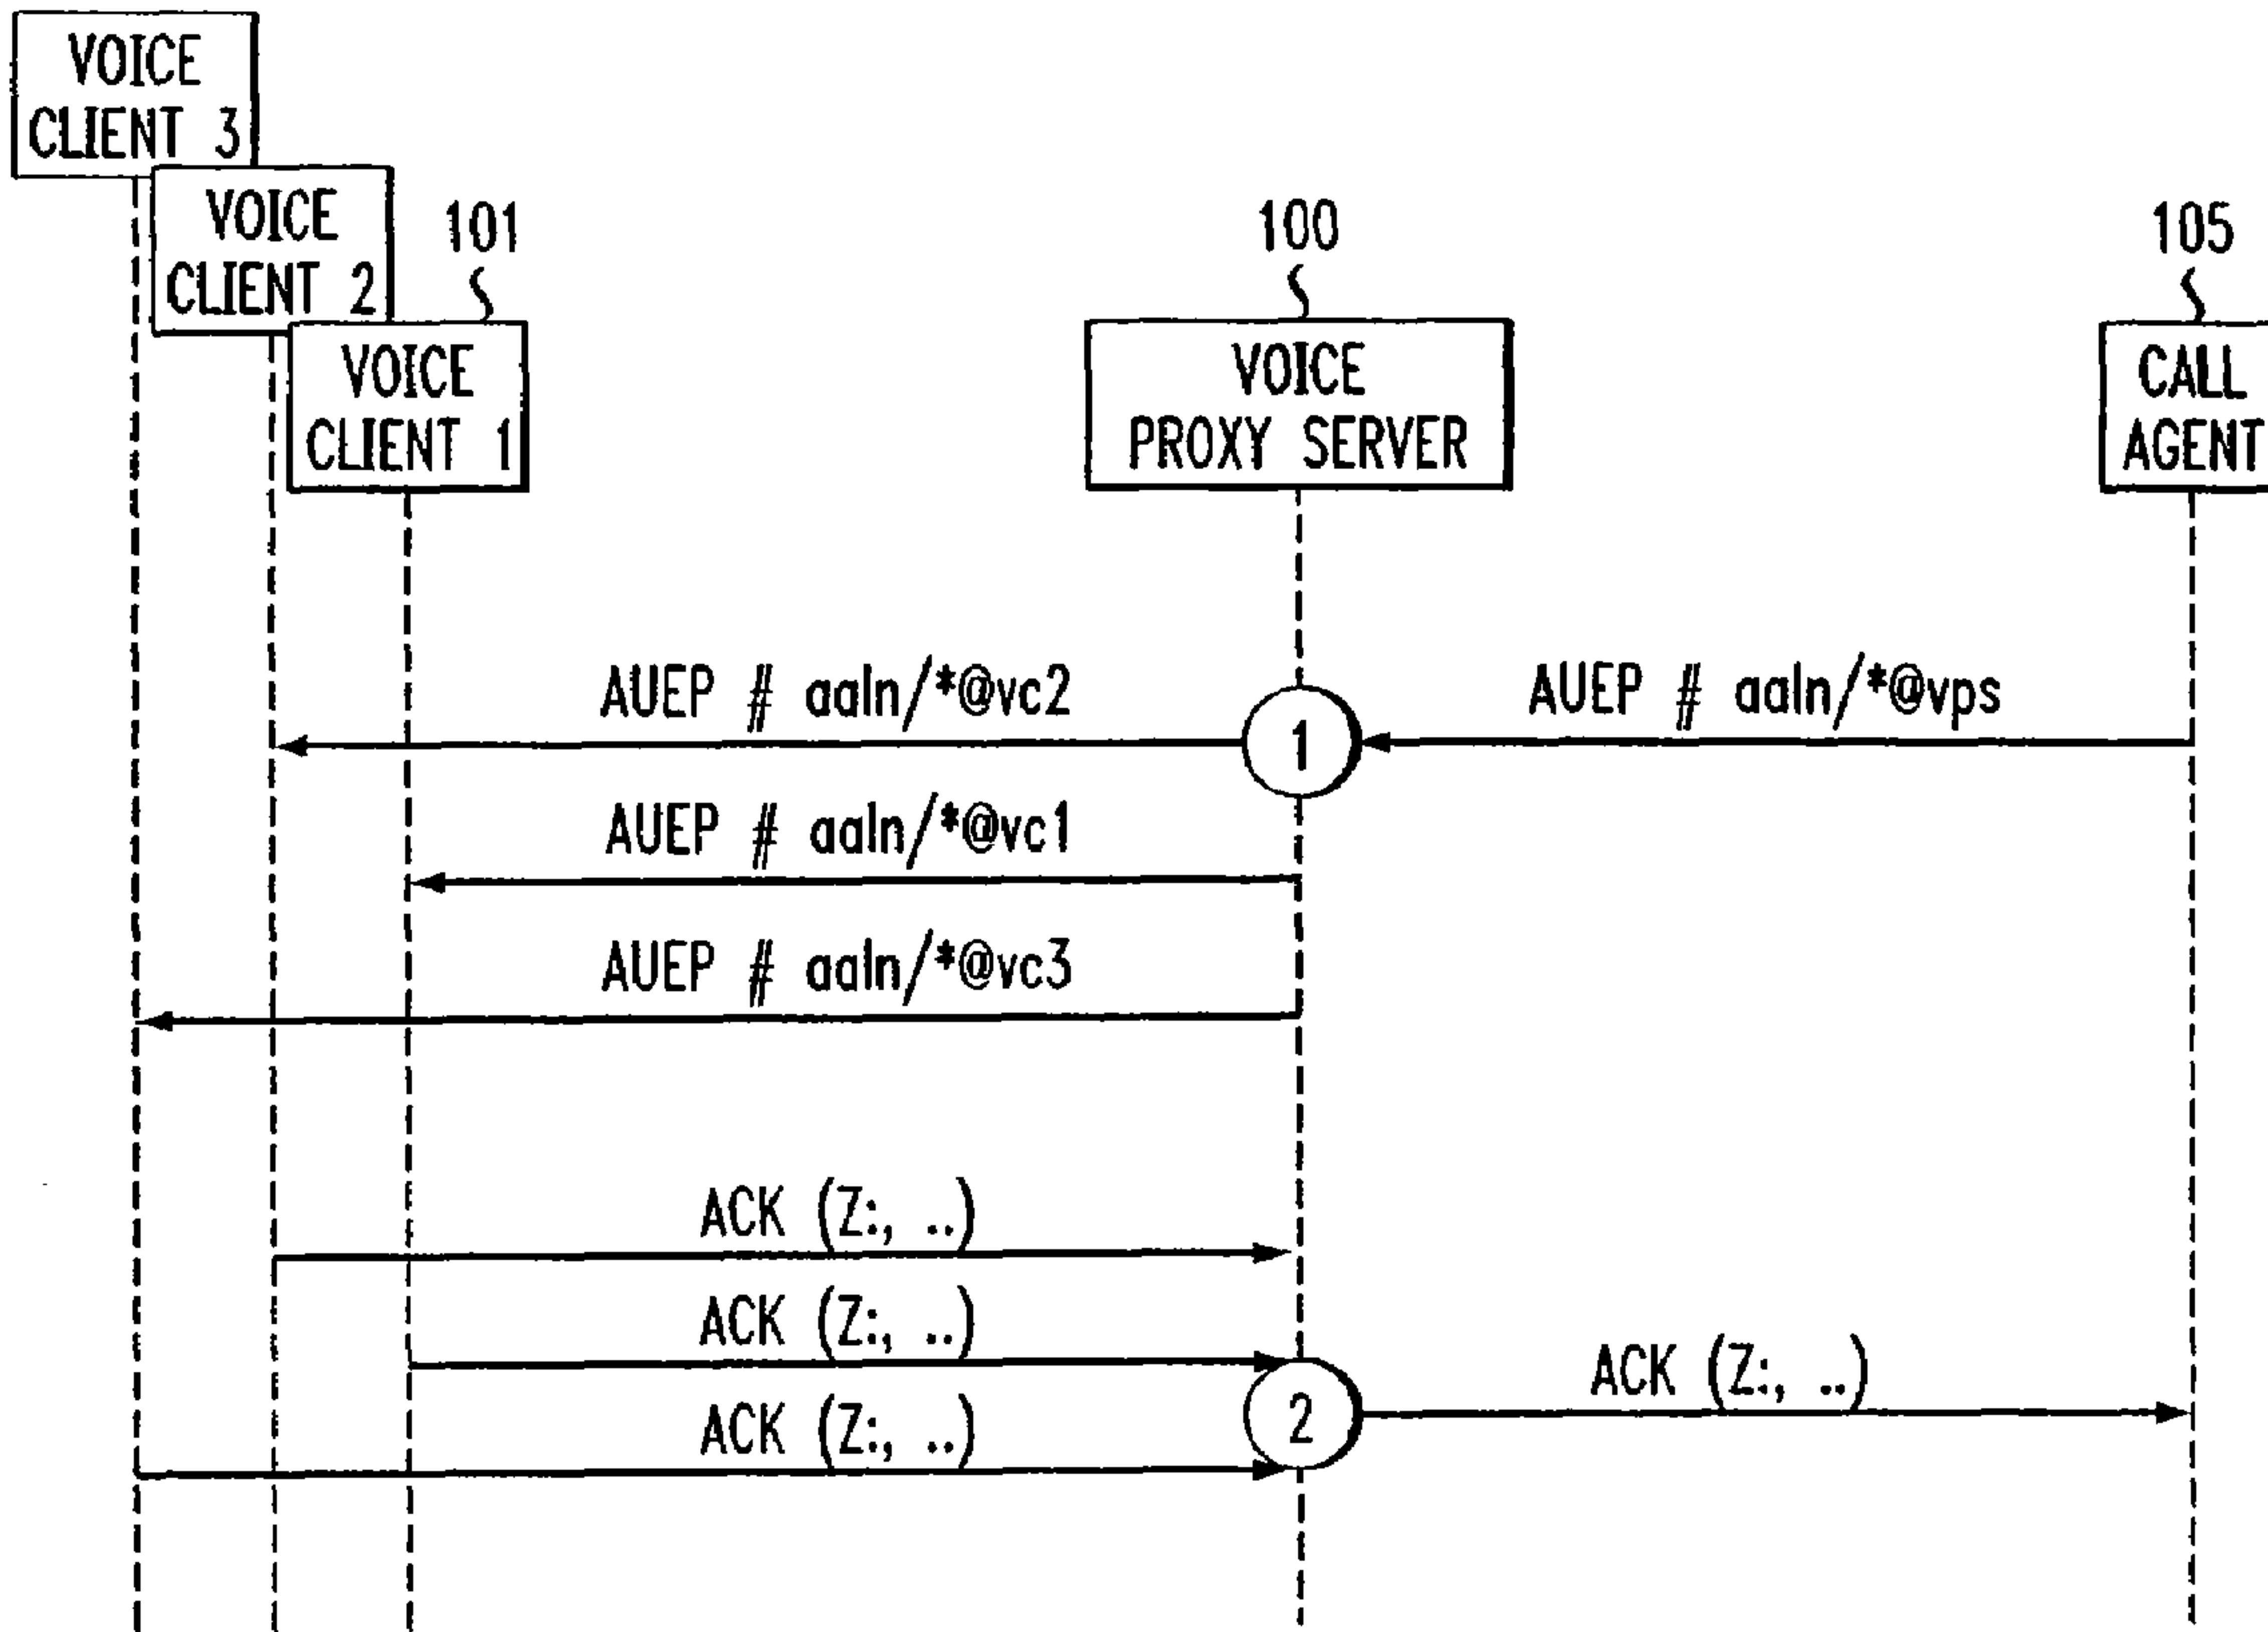 VOICE
CLIENT 3
VOICE
CLIENT 2
101
100
105
VOICE
CLIENT 1
VOICE
PROXY SERVER
CALL
AGENT
AUEP # aaln/*@vc2
AUEP # aaln/*@vps
1
AUEP # aaln/*@vc1
AUEP # aaln/*@vc3
ACK (Z:, ..)
ACK (Z:, ..)
ACK (Z:, ..)
2
ACK (Z:, ..)